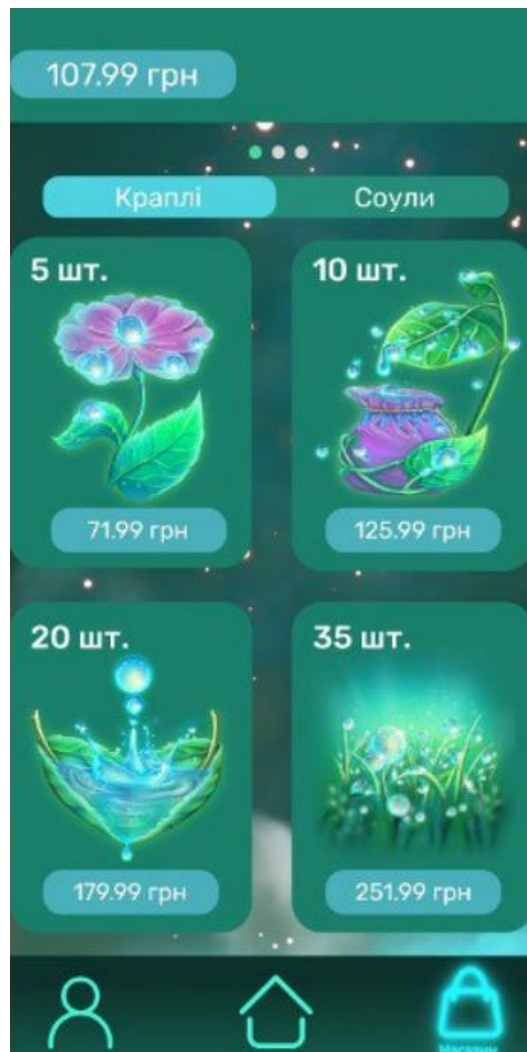 107.99 грн
Краплі
Соули
5 шт.
10 шт.
71.99 грн
125.99 грн
20 шт.
35 шт.
179.99 грн
251.99 грн
Магазин